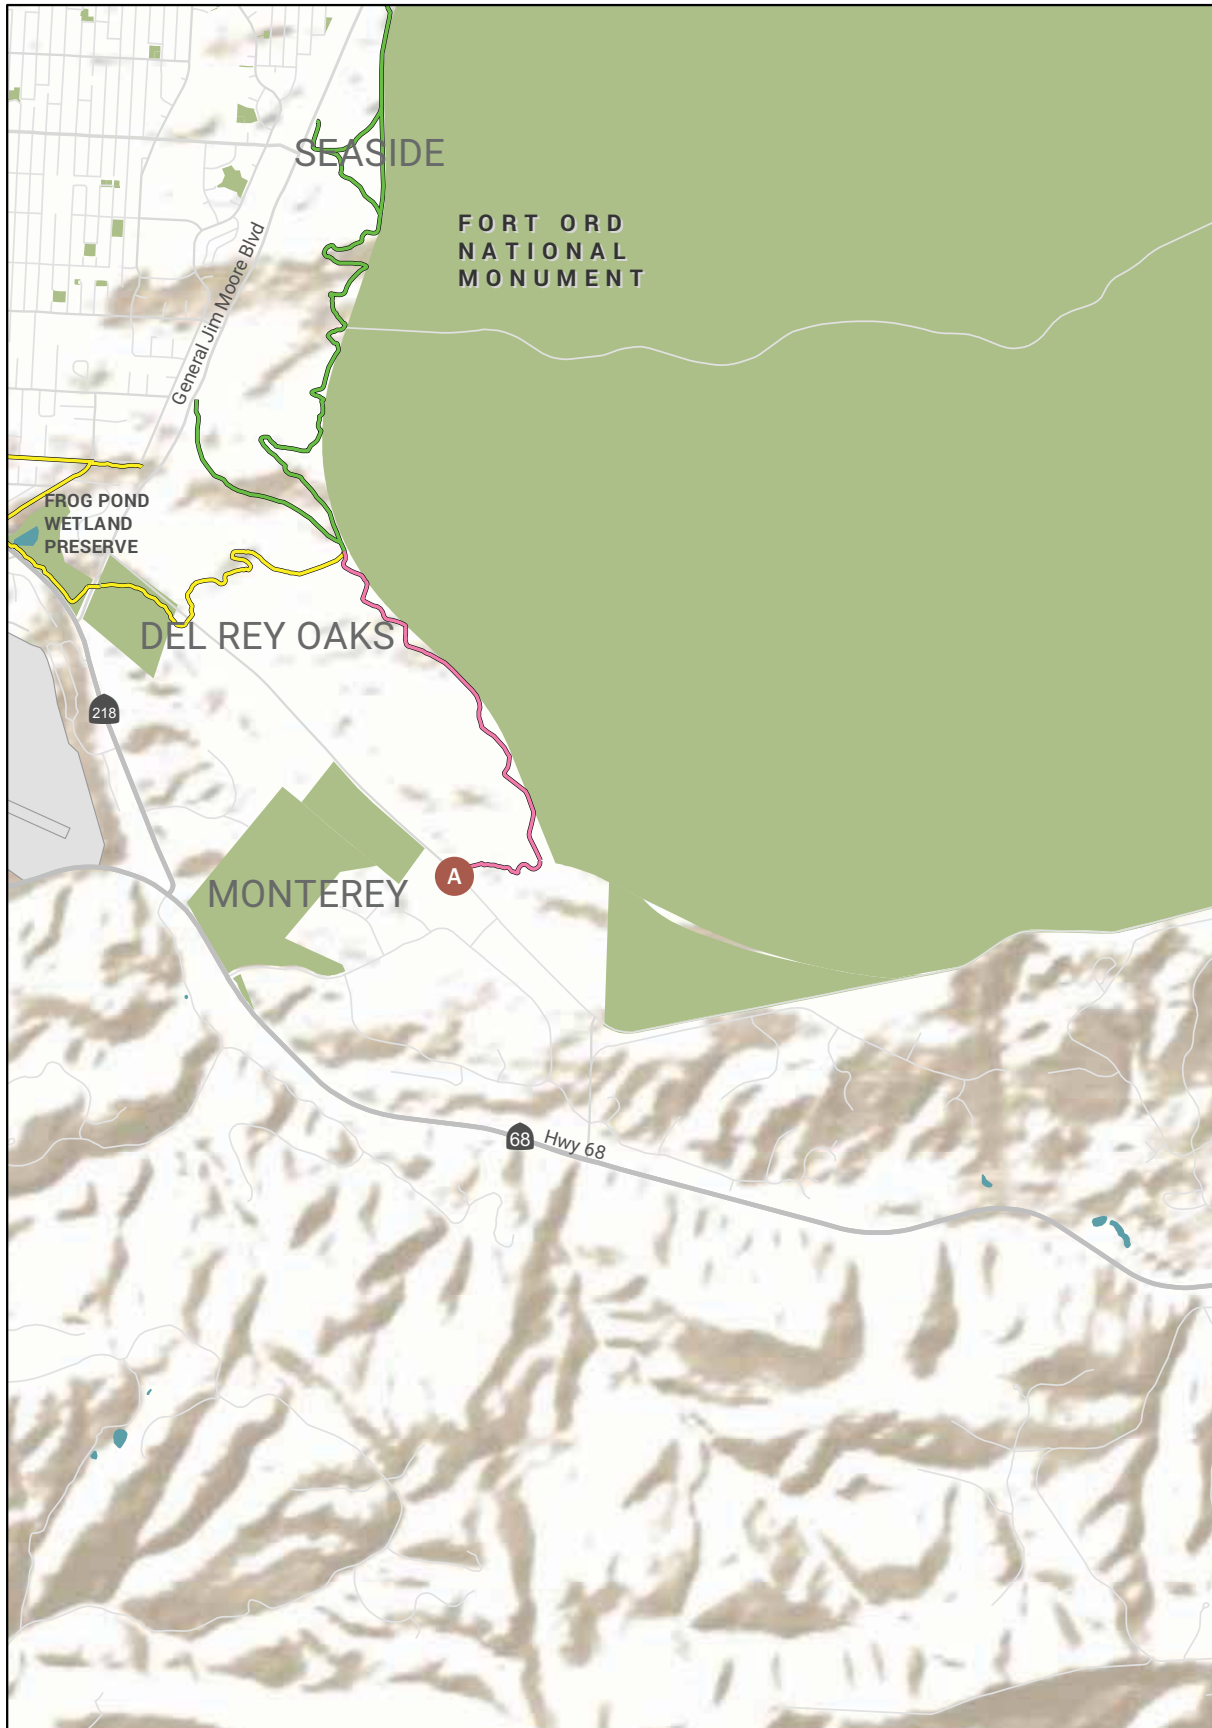 SEASIDE
FORT ORD
NATIONAL
MONUMENT
General Jim Moore Blvd
FROG POND
WETLAND
PRESERVE
DEL REY OAKS
218
A
MONTEREY
68
Hwy 68